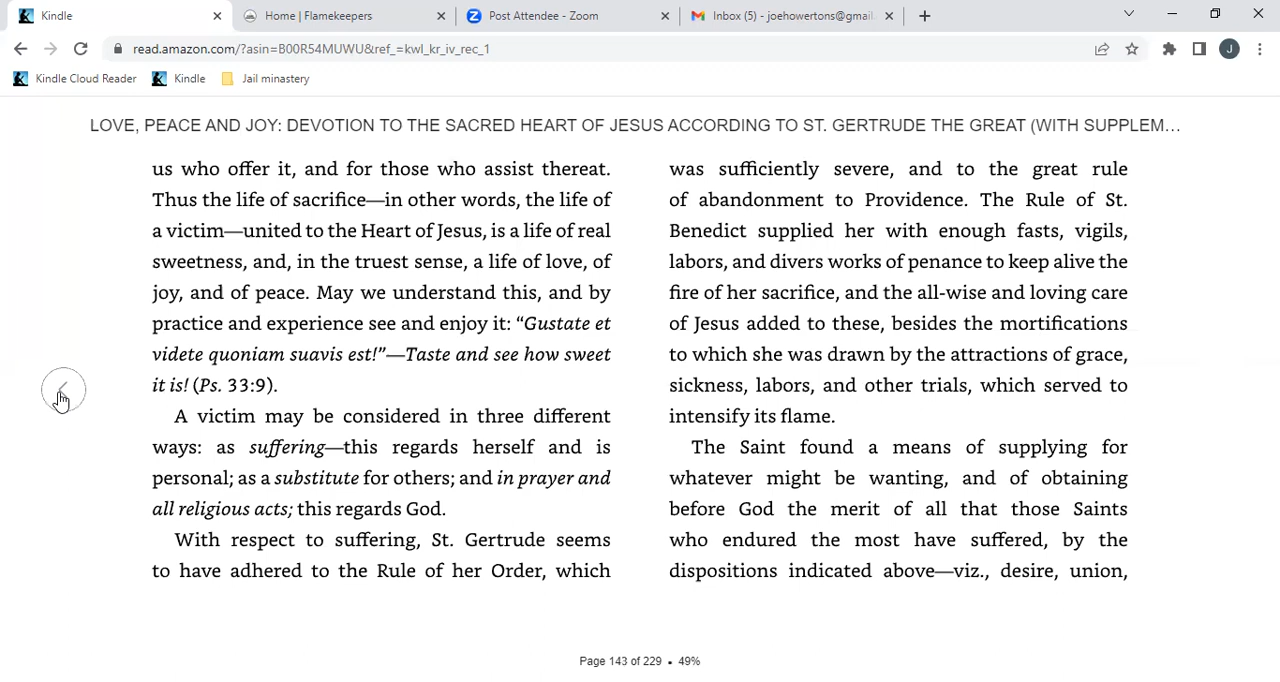 Kindle
Home | Flamekeepers
Post Attendee - Zoom
Inbox (5) - joehowertons@gmail.
read.amazon.com/?asin=B00R54MUWU&ref_=kwl_kr_iv_rec_1
J
Kindle Cloud Reader
Kindle
Jail minastery
LOVE, PEACE AND JOY: DEVOTION TO THE SACRED HEART OF JESUS ACCORDING TO ST. GERTRUDE THE GREAT (WITH SUPPLEM…
us who offer it, and for those who assist thereat.
Thus the life of sacrifice—in other words, the life of
a victim—united to the Heart of Jesus, is a life of real
sweetness, and, in the truest sense, a life of love, of
joy, and of peace. May we understand this, and by
practice and experience see and enjoy it: “Gustate et
videte quoniam suavis est!”—Taste and see how sweet
it is! (Ps. 33:9).
A victim may be considered in three different
ways: as suffering—this regards herself and is
personal; as a substitute for others; and in prayer and
all religious acts; this regards God.
With respect to suffering, St. Gertrude seems
to have adhered to the Rule of her Order, which
was sufficiently severe, and to the great rule
of abandonment to Providence. The Rule of St.
Benedict supplied her with enough fasts, vigils,
labors, and divers works of penance to keep alive the
fire of her sacrifice, and the all-wise and loving care
of Jesus added to these, besides the mortifications
to which she was drawn by the attractions of grace,
sickness, labors, and other trials, which served to
intensify its flame.
The Saint found a means of supplying for
whatever might be wanting, and of obtaining
before God the merit of all that those Saints
who endured the most have suffered, by the
dispositions indicated above—viz., desire, union,
Page 143 of 229 • 49%